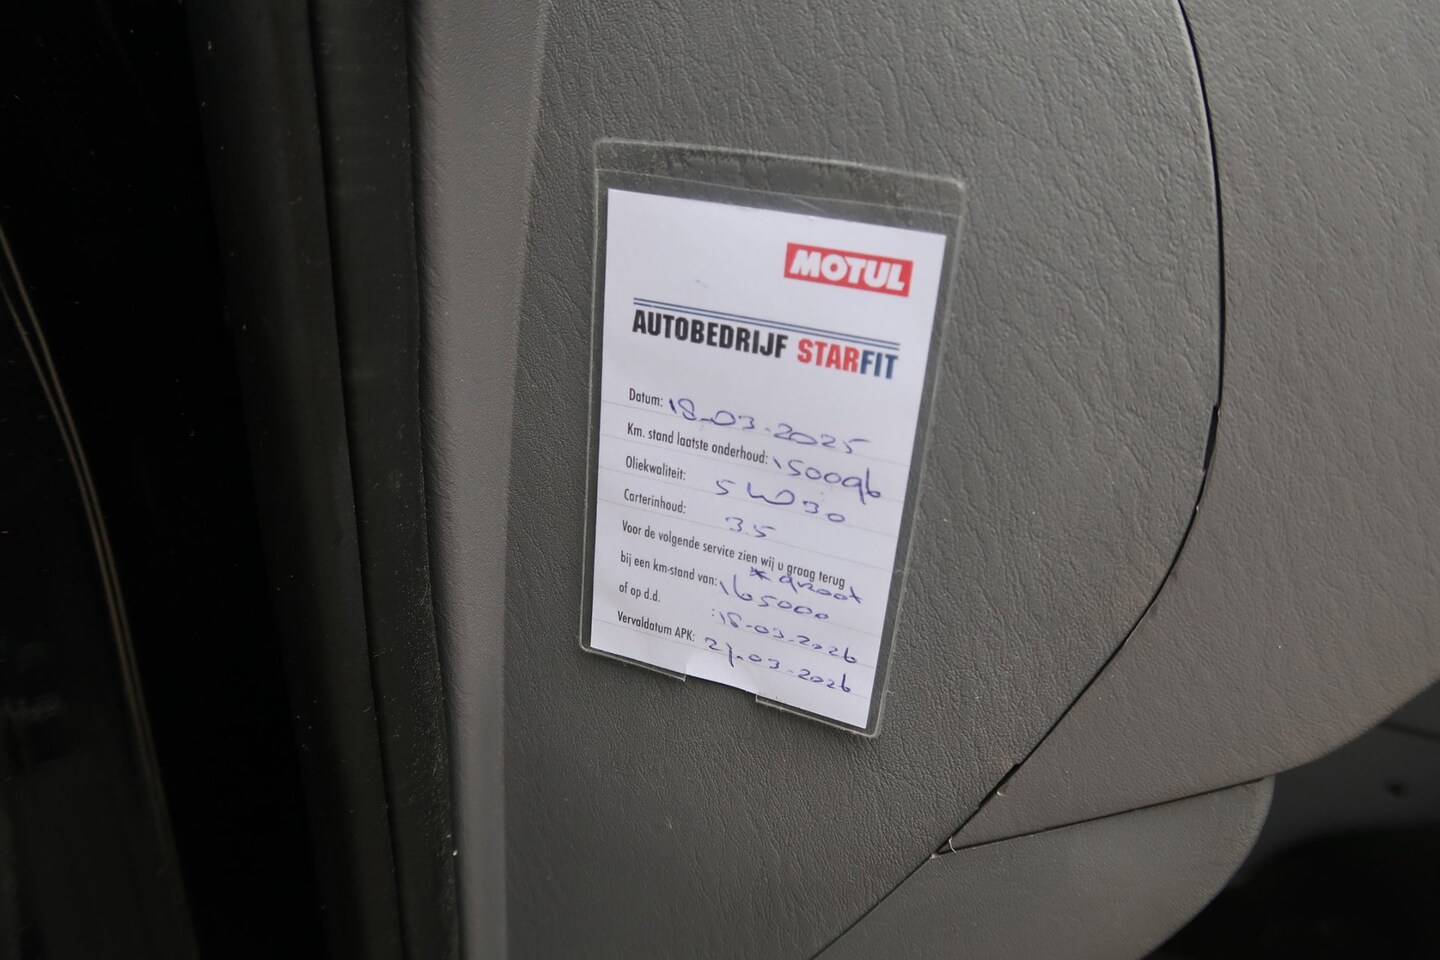 MOTUL
AUTOBEDRIJF STARFIT
Datum: 18-03-2025
Km. stand laatste onderhoud: 150096
Oliekwaliteit: 5W30
Carterinhoud: 3.5
Voor de volgende service zien wij u graag terug
* groot
bij een km-stand van: 165000
of op d.d. : 18-03-2026
Vervaldatum APK: 27-03-2026